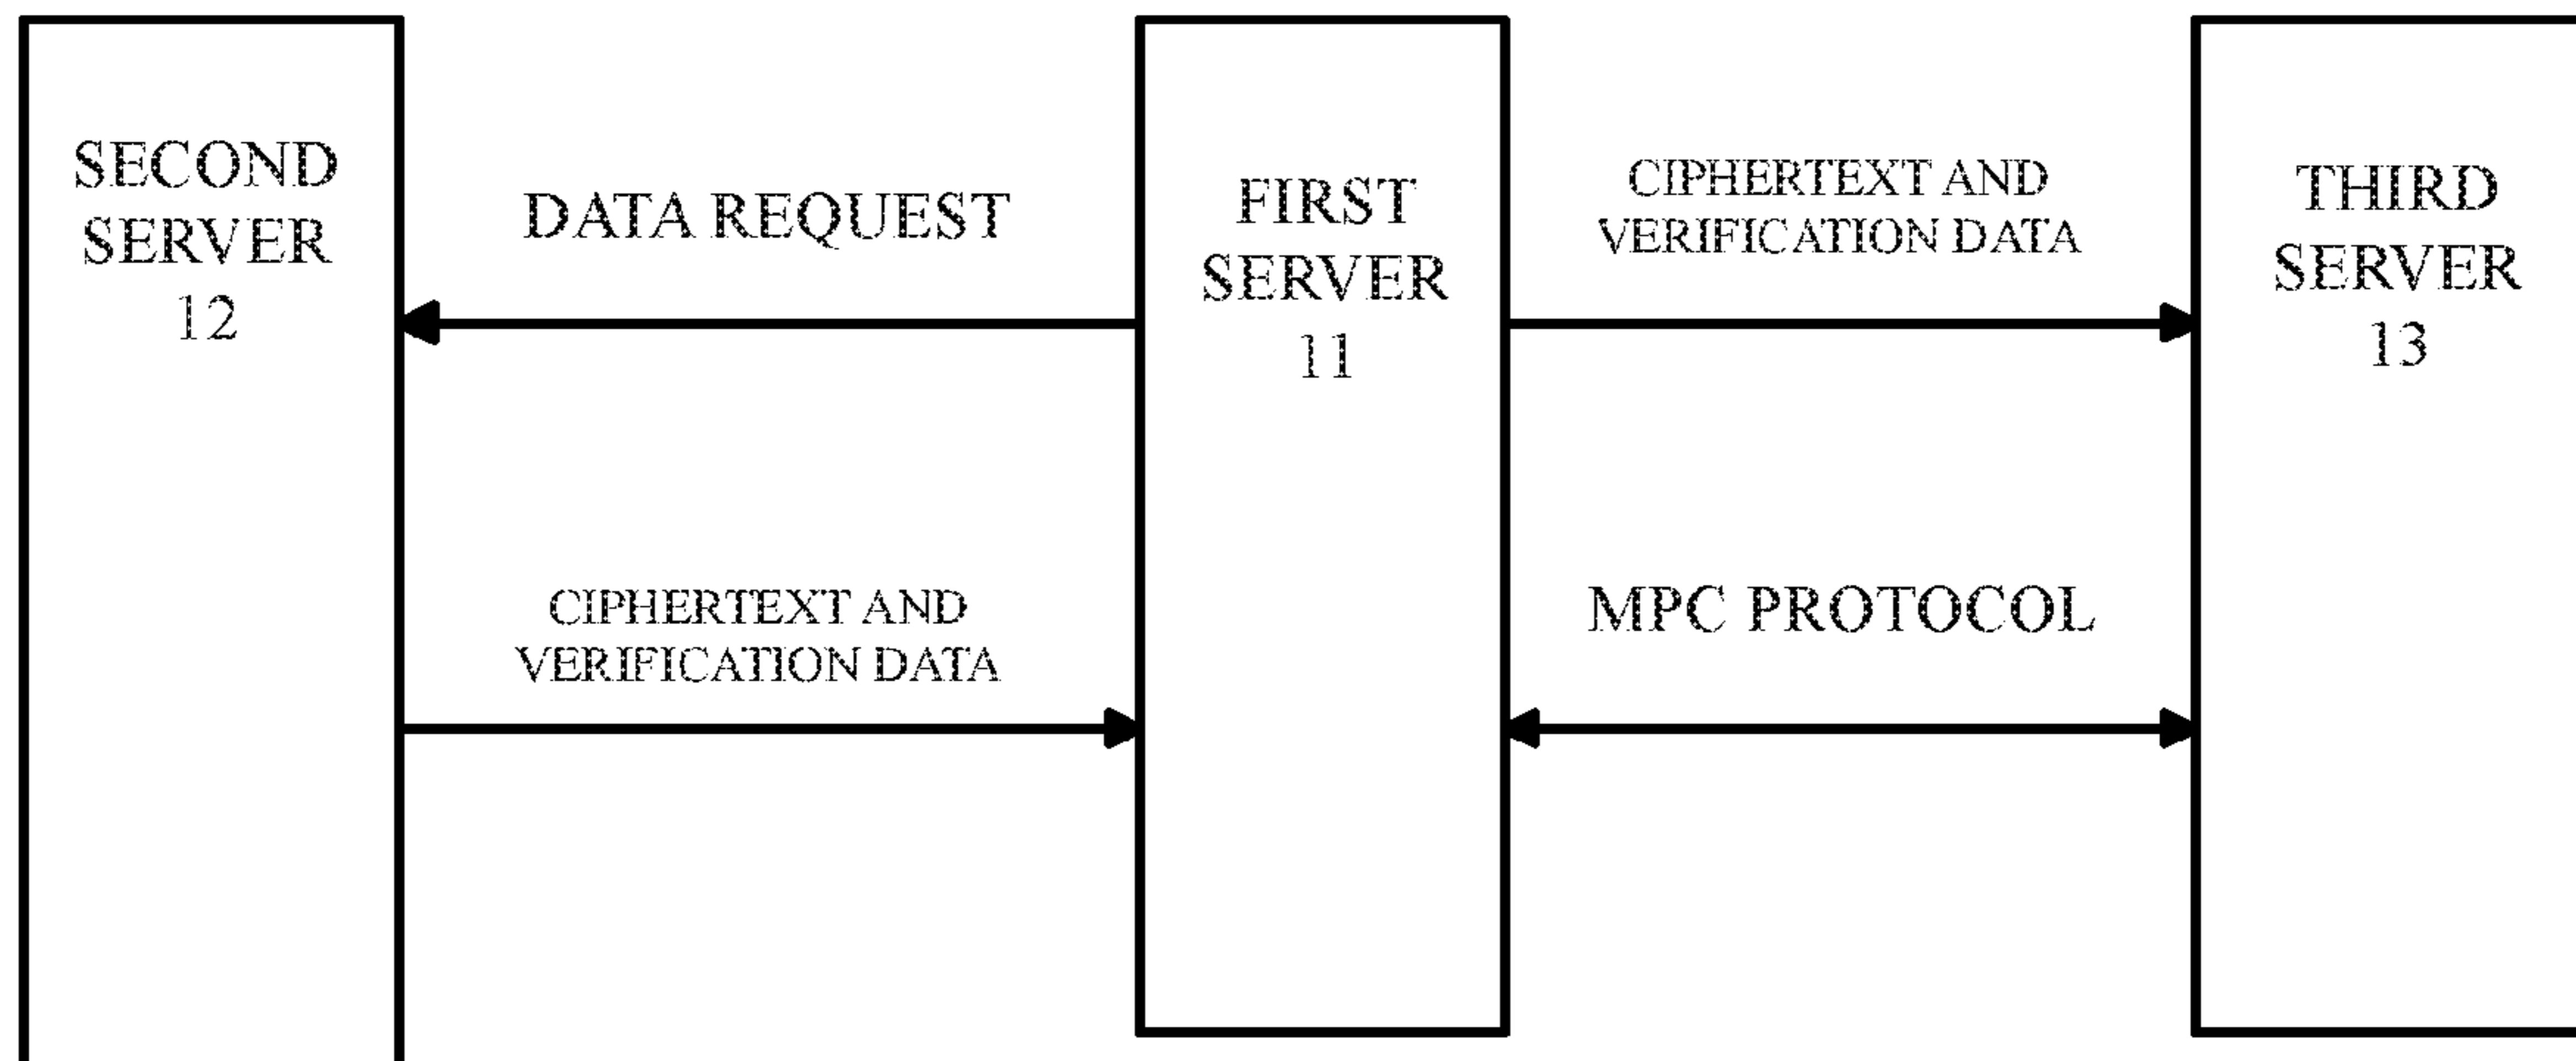 SECOND
SERVER
12
DATA REQUEST
CIPHERTEXT AND
VERIFICATION DATA
FIRST
SERVER
11
CIPHERTEXT AND
VERIFICATION DATA
MPC PROTOCOL
THIRD
SERVER
13